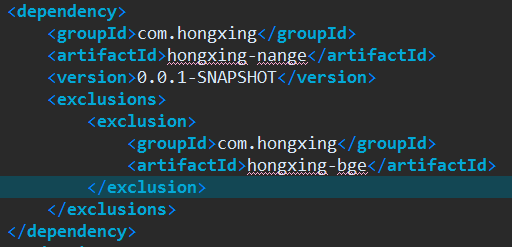 <dependency>
<groupId>com.hongxing</groupId>
<artifactId>hongxing-nange</artifactId>
<version>0.0.1-SNAPSHOT</version>
<exclusions>
<exclusion>
<groupId>com.hongxing</groupId>
<artifactId>hongxing-bge</artifactId>
</exclusion>
</exclusions>
</dependency>